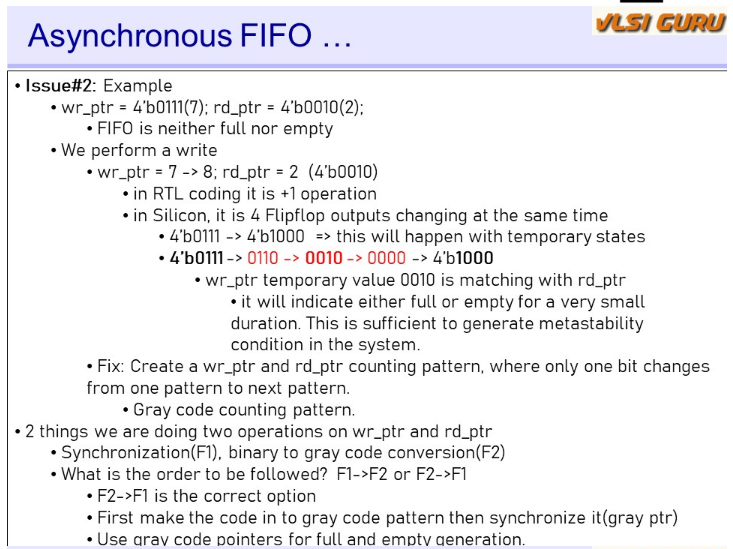 Asynchronous FIFO ...
VLSI GURU
• Issue#2: Example
• wr_ptr = 4'b0111(7); rd_ptr = 4'b0010(2);
• FIFO is neither full nor empty
• We perform a write
• wr_ptr = 7 -> 8; rd_ptr = 2 (4'b0010)
• in RTL coding it is +1 operation
• in Silicon, it is 4 Flipflop outputs changing at the same time
• 4'b0111 -> 4'b1000 => this will happen with temporary states
• 4'b0111 -> 0110 -> 0010 -> 0000 -> 4'b1000
• wr_ptr temporary value 0010 is matching with rd_ptr
• it will indicate either full or empty for a very small
duration. This is sufficient to generate metastability
condition in the system.
• Fix: Create a wr_ptr and rd_ptr counting pattern, where only one bit changes
from one pattern to next pattern.
• Gray code counting pattern.
• 2 things we are doing two operations on wr_ptr and rd_ptr
• Synchronization(F1), binary to gray code conversion(F2)
• What is the order to be followed? F1->F2 or F2->F1
• F2->F1 is the correct option
• First make the code in to gray code pattern then synchronize it(gray ptr)
• Use gray code pointers for full and empty generation.